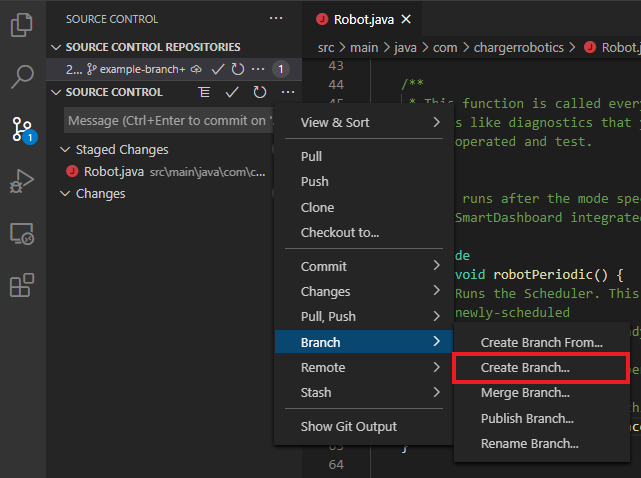 SOURCE CONTROL
SOURCE CONTROL REPOSITORIES
2... example-branch+ 1
SOURCE CONTROL
Message (Ctrl+Enter to commit on '
Staged Changes
Robot.java src\main\java\com\c...
Changes
1
View & Sort
Pull
Push
Clone
Checkout to...
Commit
Changes
Pull, Push
Branch
Remote
Stash
Show Git Output
Create Branch From...
Create Branch...
Merge Branch...
Publish Branch...
Rename Branch...
Robot.java
src > main > java > com > chargerrobotics > Robot.j
43
44 /**
* This function is called ever
s like diagnostics that
operated and test.
runs after the mode spe
SmartDashboard integrate
de
void robotPeriodic() {
Runs the Scheduler. This
newly-scheduled
}
64